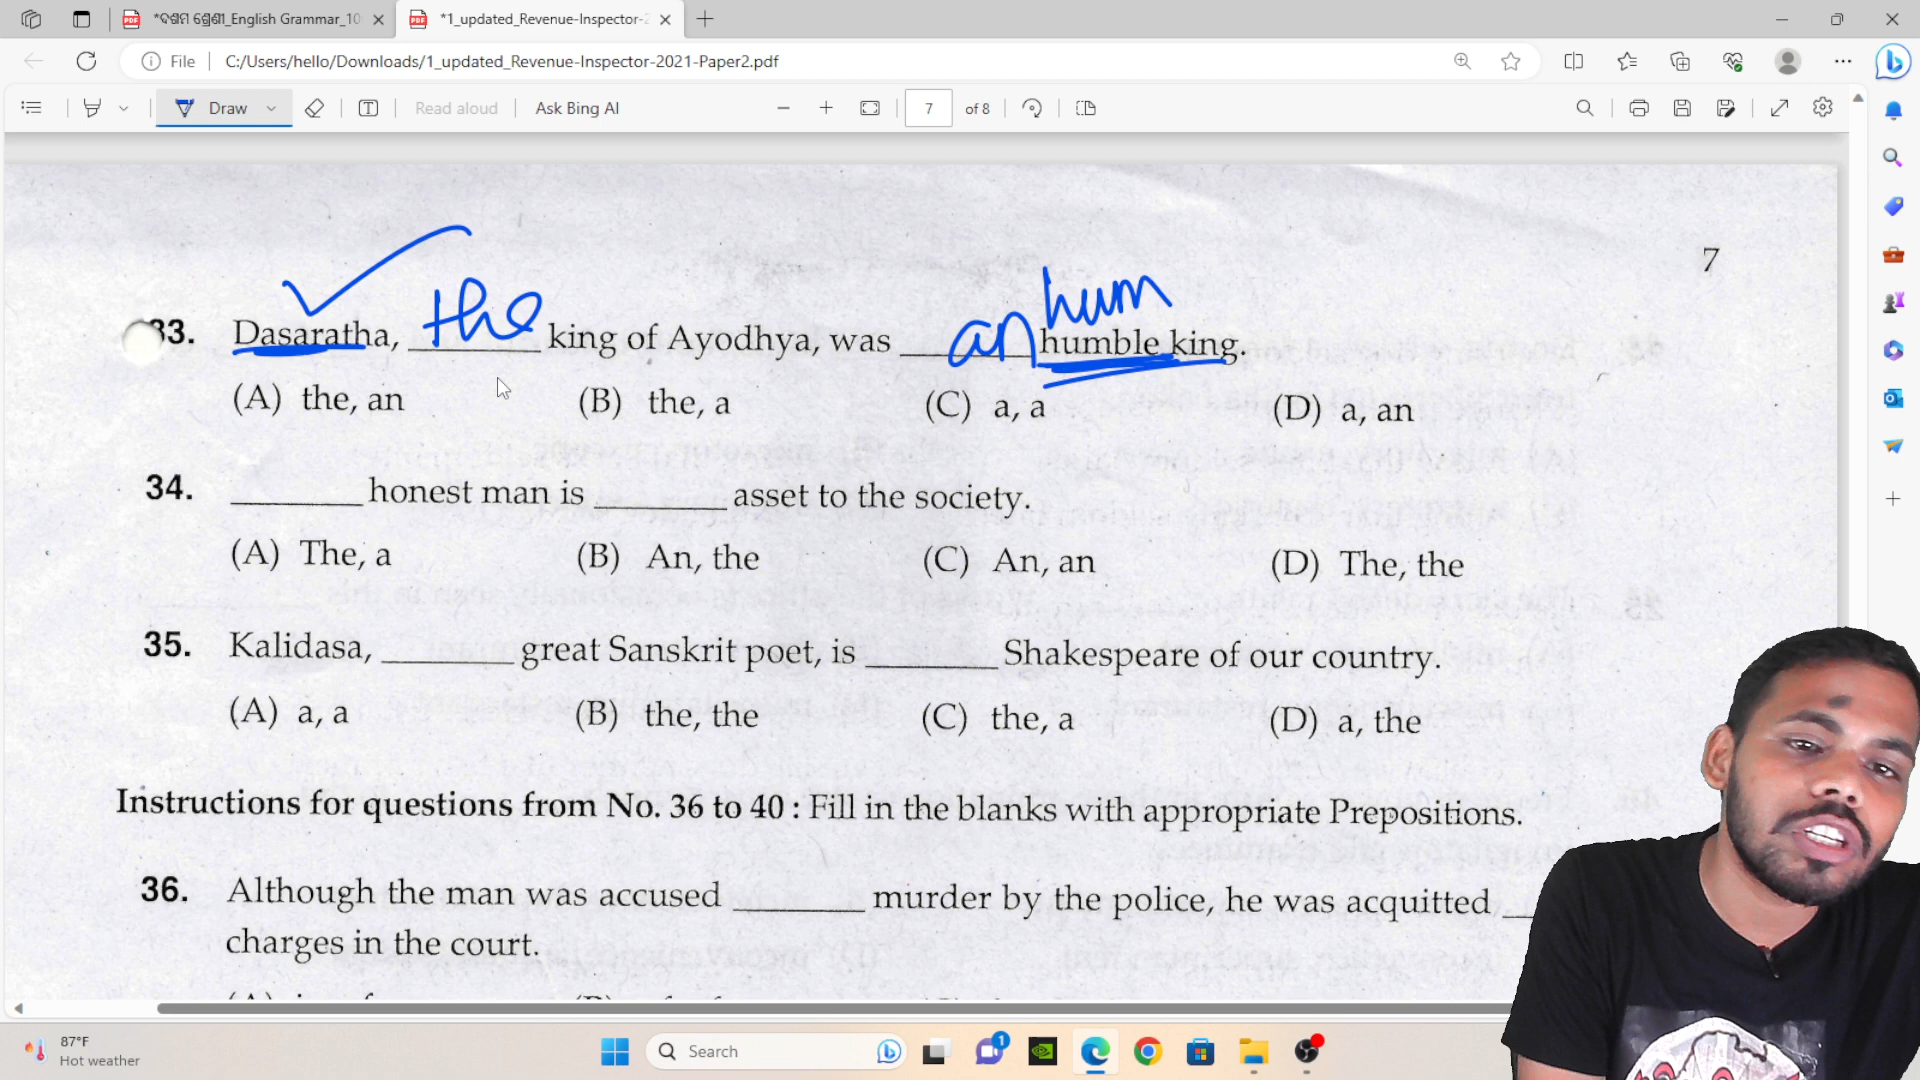 *ଦଶମ ଶ୍ରେଣୀ_English Grammar_10
*1_updated_Revenue-Inspector-2
File C:/Users/hello/Downloads/1_updated_Revenue-Inspector-2021-Paper2.pdf
Draw Read aloud Ask Bing AI 7 of 8
7
hum
33. Dasaratha, the king of Ayodhya, was an humble king.
(A) the, an (B) the, a (C) a, a (D) a, an
34. ______ honest man is ______ asset to the society.
(A) The, a (B) An, the (C) An, an (D) The, the
35. Kalidasa, ______ great Sanskrit poet, is ______ Shakespeare of our country.
(A) a, a (B) the, the (C) the, a (D) a, the
Instructions for questions from No. 36 to 40 : Fill in the blanks with appropriate Prepositions.
36. Although the man was accused ______ murder by the police, he was acquitted __
charges in the court.
87°F
Hot weather
Search
1